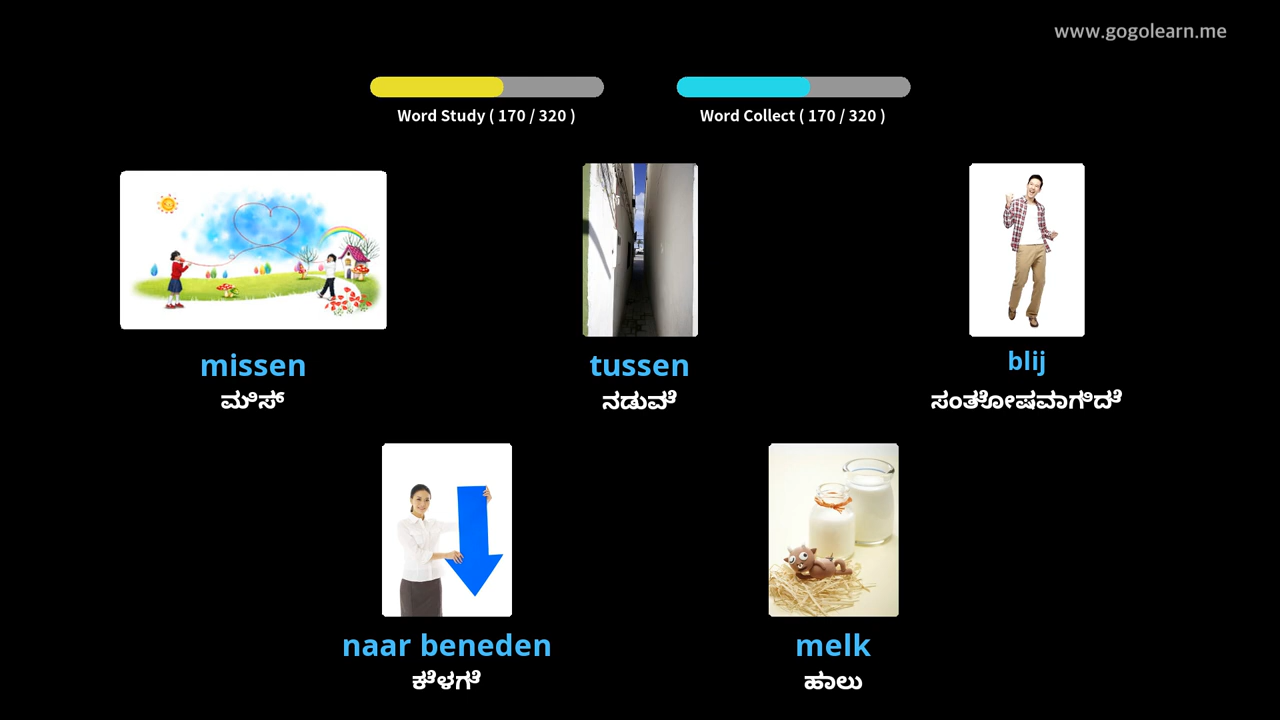 www.gogolearn.me
Word Study ( 170 / 320 )
Word Collect ( 170 / 320 )
missen
ಮಿಸ್
tussen
ನಡುವೆ
blij
ಸಂತೋಷವಾಗಿದೆ
naar beneden
ಕೆಳಗೆ
melk
ಹಾಲು